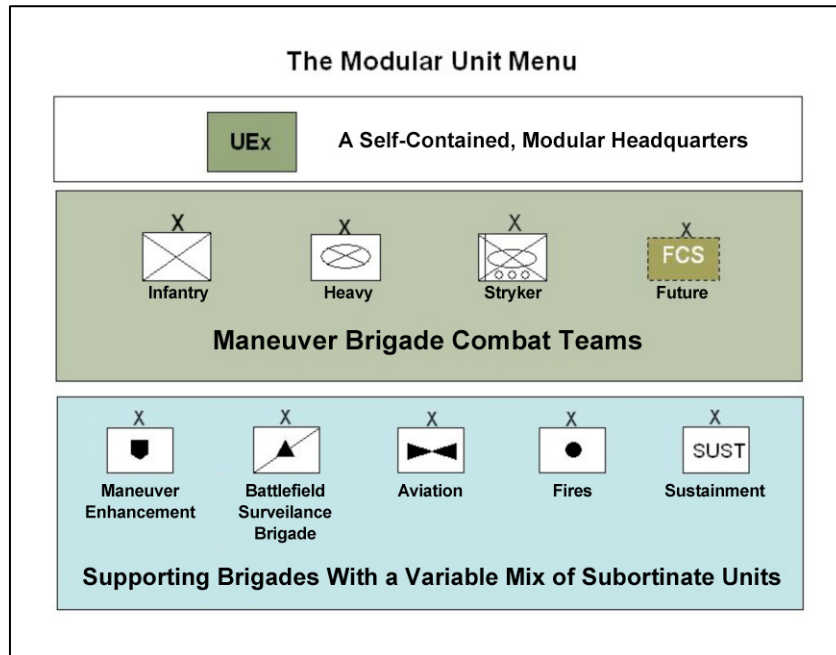 The Modular Unit Menu
UEx A Self-Contained, Modular Headquarters
X X X X
FCS
Infantry Heavy Stryker Future
Maneuver Brigade Combat Teams
X X X X X
SUST
Maneuver Enhancement
Battlefield Surveilance Brigade
Aviation
Fires
Sustainment
Supporting Brigades With a Variable Mix of Subortinate Units